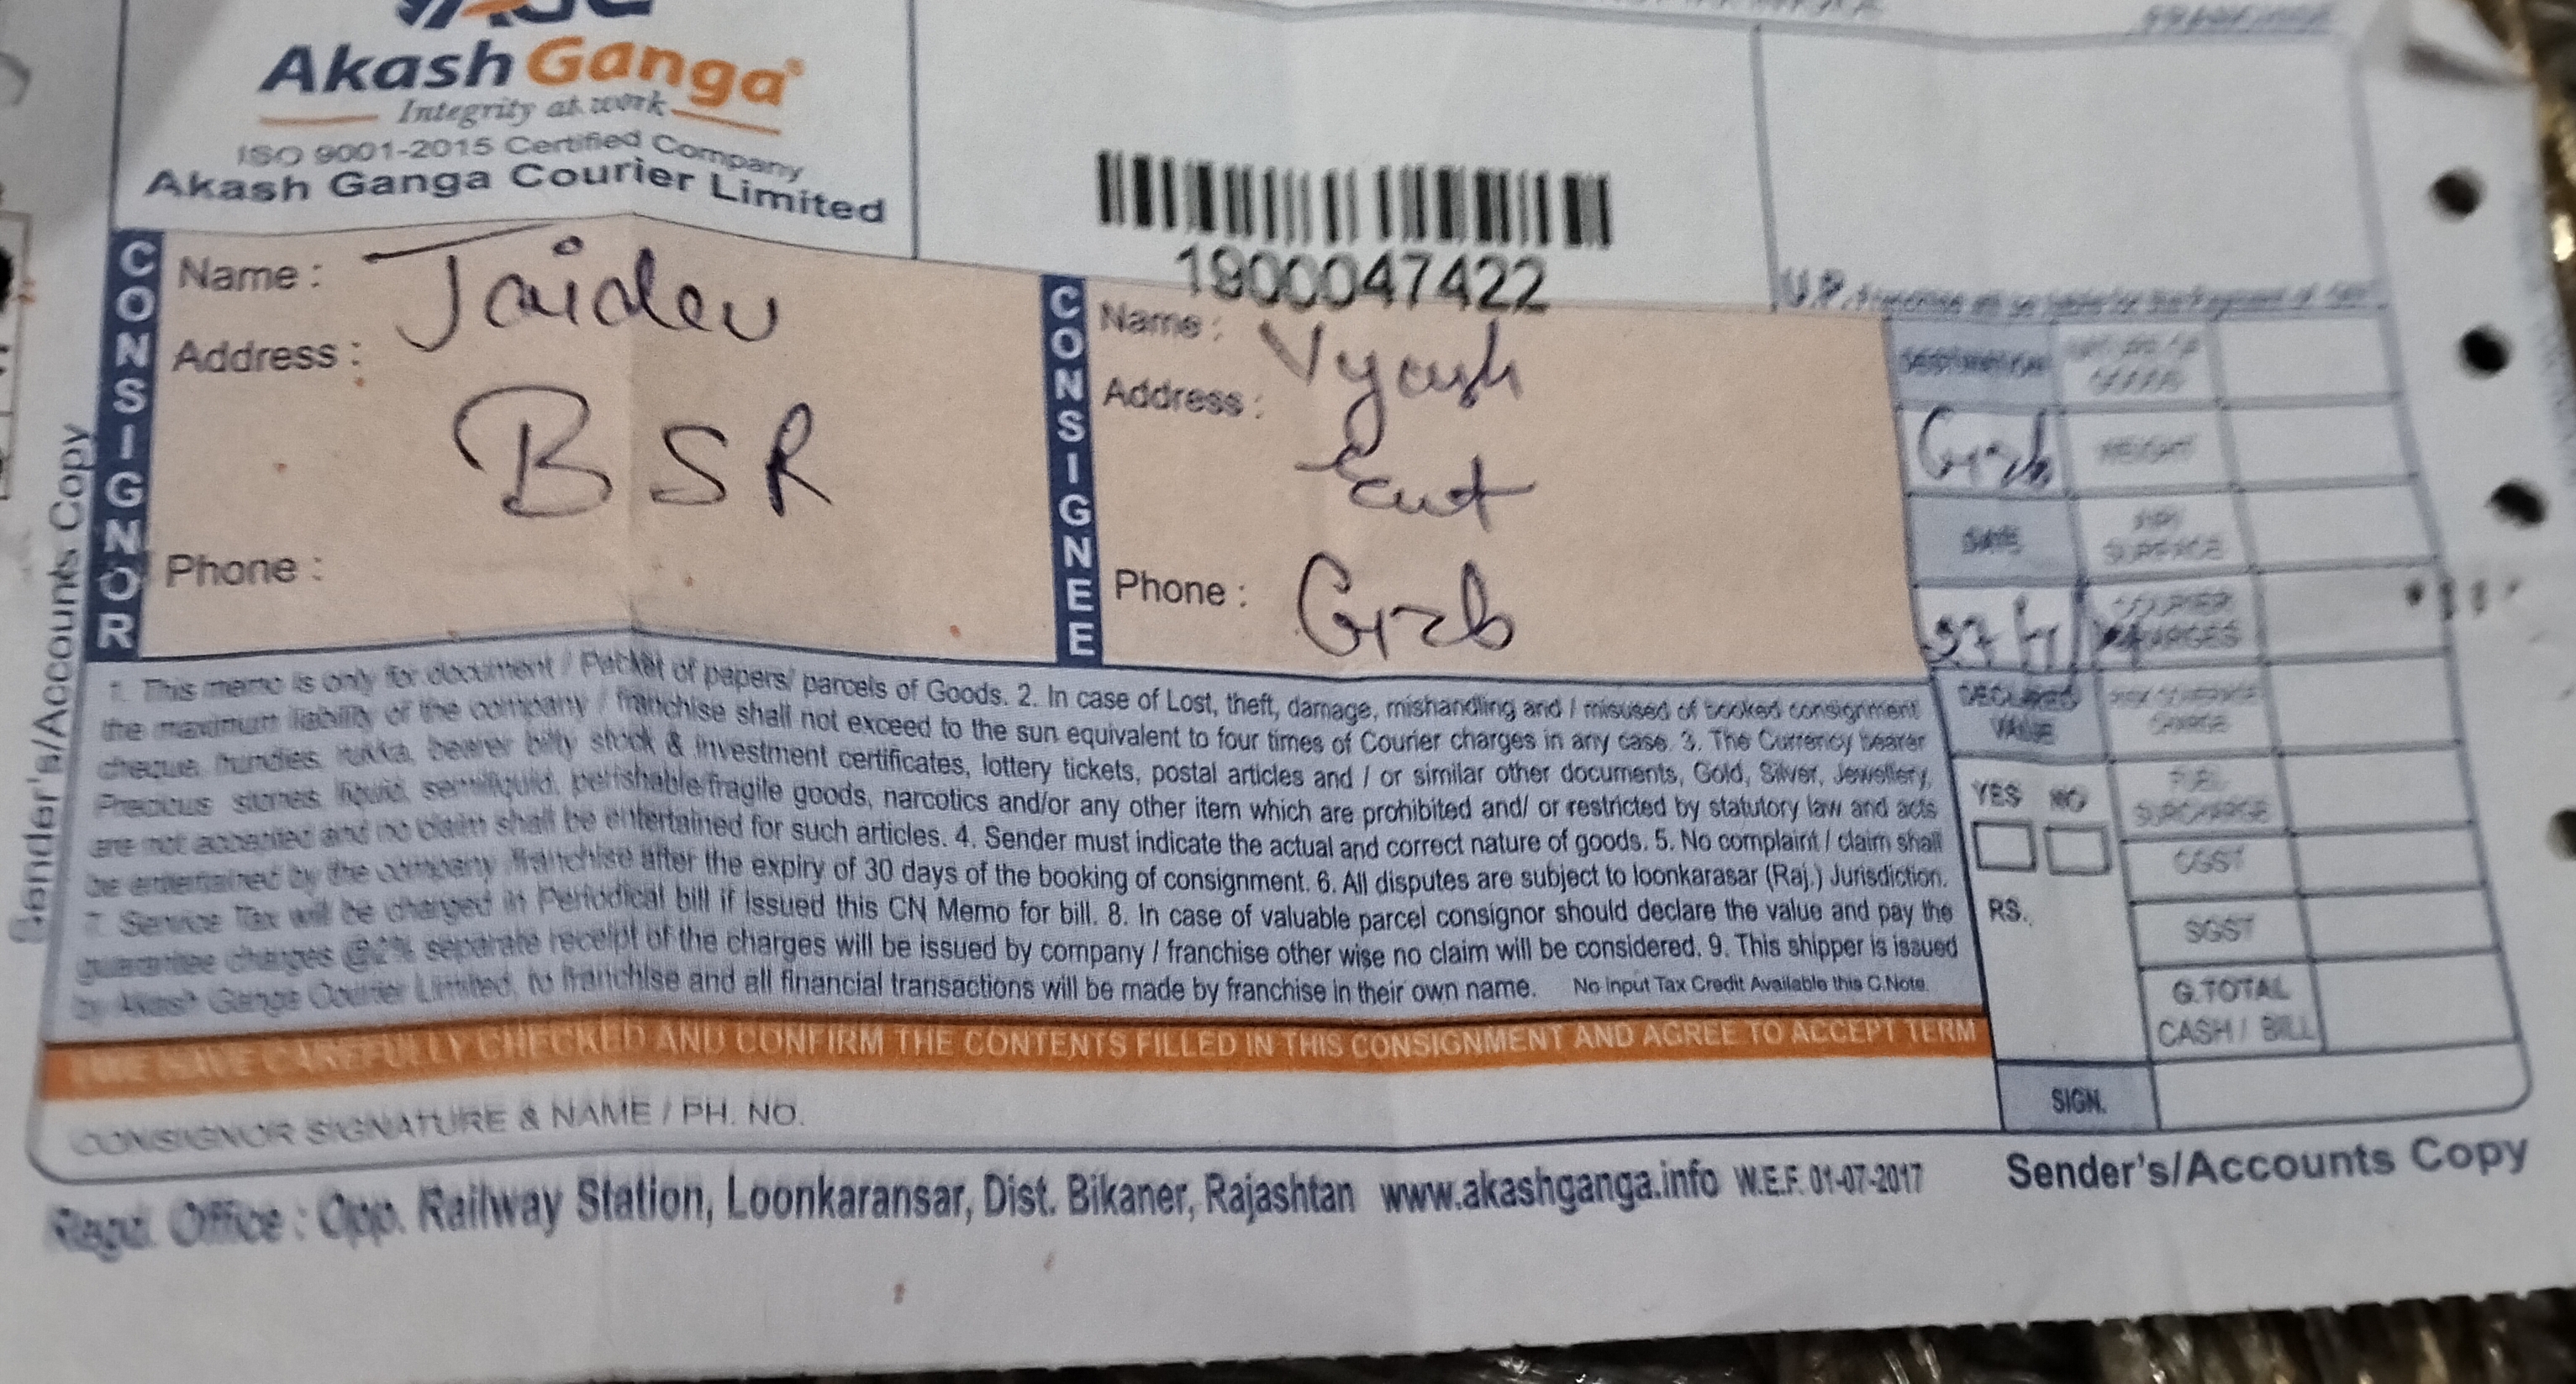 Akash Ganga
Integrity at work
ISO 9001-2015 Certified Company
Akash Ganga Courier Limited
1900047422
CONSIGNOR
Name : Jaidev
Address :
BSR
Phone :
CONSIGNEE
Name : Vyash
Address :
Ent
Phone : Gzb
U.P.
Gzb
WEIGHT
DATE
AIR
SURFACE
COURIER
CHARGES
DECLARED
VALUE
CHARGE
YES NO
FUEL
SURCHARGE
CGST
RS.
SGST
G.TOTAL
CASH / BILL
SIGN.
1. This memo is only for document / Packet of papers/ parcels of Goods. 2. In case of Lost, theft, damage, mishandling and / misused of booked consignment
the maximum liability of the company / franchise shall not exceed to the sun equivalent to four times of Courier charges in any case. 3. The Currency bearer
cheque, hundies, rukka, bearer bilty stock & investment certificates, lottery tickets, postal articles and / or similar other documents, Gold, Silver, Jewellery,
Precious stones, liquid, semiliquid, perishable/fragile goods, narcotics and/or any other item which are prohibited and/ or restricted by statutory law and acts
are not accepted and no claim shall be entertained for such articles. 4. Sender must indicate the actual and correct nature of goods. 5. No complaint / claim shall
be entertained by the company /franchise after the expiry of 30 days of the booking of consignment. 6. All disputes are subject to loonkarasar (Raj.) Jurisdiction.
7. Service Tax will be charged in Periodical bill if issued this CN Memo for bill. 8. In case of valuable parcel consignor should declare the value and pay the
guarantee charges @2% separate receipt of the charges will be issued by company / franchise other wise no claim will be considered. 9. This shipper is issued
by Akash Ganga Courier Limited, to franchise and all financial transactions will be made by franchise in their own name. No Input Tax Credit Available this C.Note.
I/WE HAVE CAREFULLY CHECKED AND CONFIRM THE CONTENTS FILLED IN THIS CONSIGNMENT AND AGREE TO ACCEPT TERM
CONSIGNOR SIGNATURE & NAME / PH. NO.
Regd. Office : Opp. Railway Station, Loonkaransar, Dist. Bikaner, Rajashtan www.akashganga.info W.E.F. 01-07-2017 Sender's/Accounts Copy
Sender's/Accounts Copy